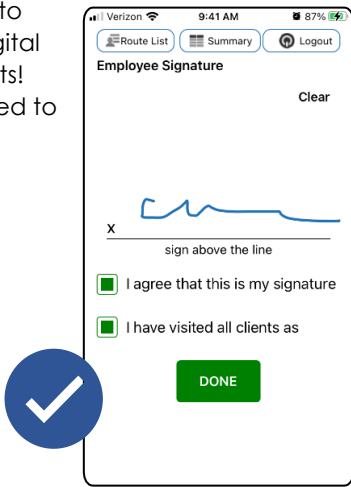 to
gital
ts!
ed to
Verizon 9:41 AM 87%
Route List Summary Logout
Employee Signature
Clear
X
sign above the line
I agree that this is my signature
I have visited all clients as
DONE